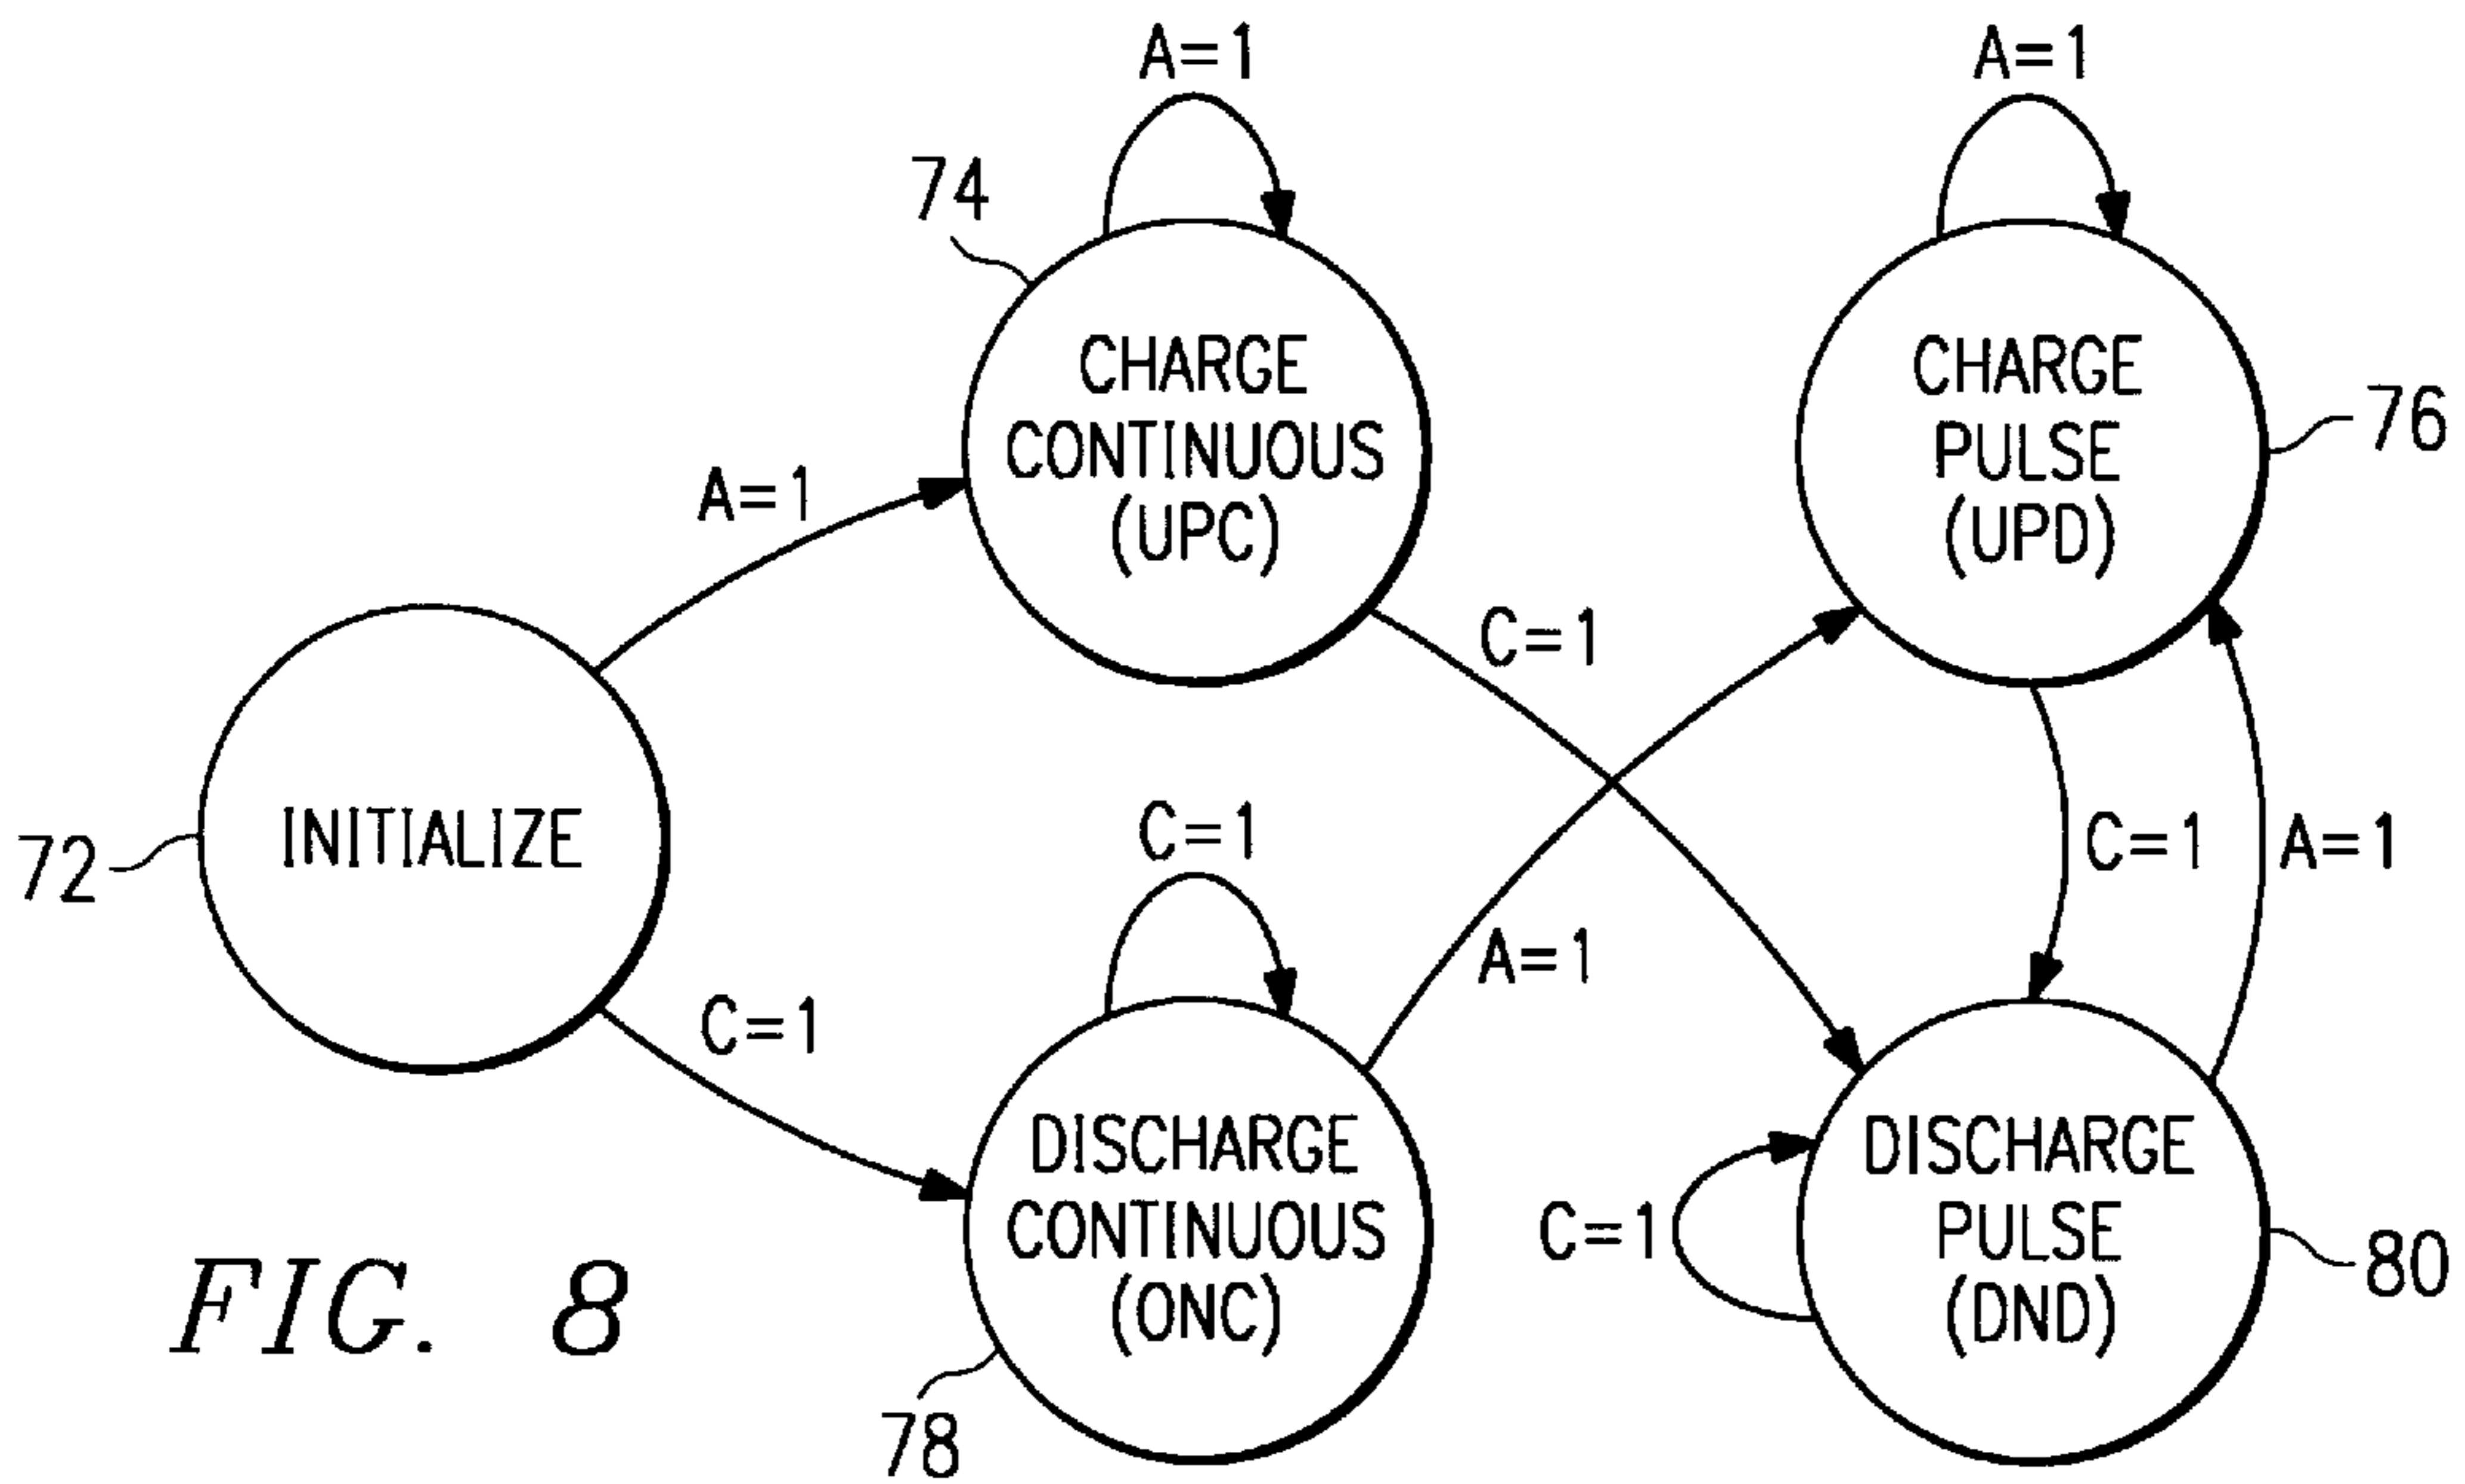 A=1
A=1
74
CHARGE
CONTINUOUS
(UPC)
CHARGE
PULSE
(UPD)
76
A=1
C=1
72
INITIALIZE
C=1
C=1
A=1
A=1
C=1
DISCHARGE
CONTINUOUS
(ONC)
78
C=1
DISCHARGE
PULSE
(DND)
80
FIG. 8